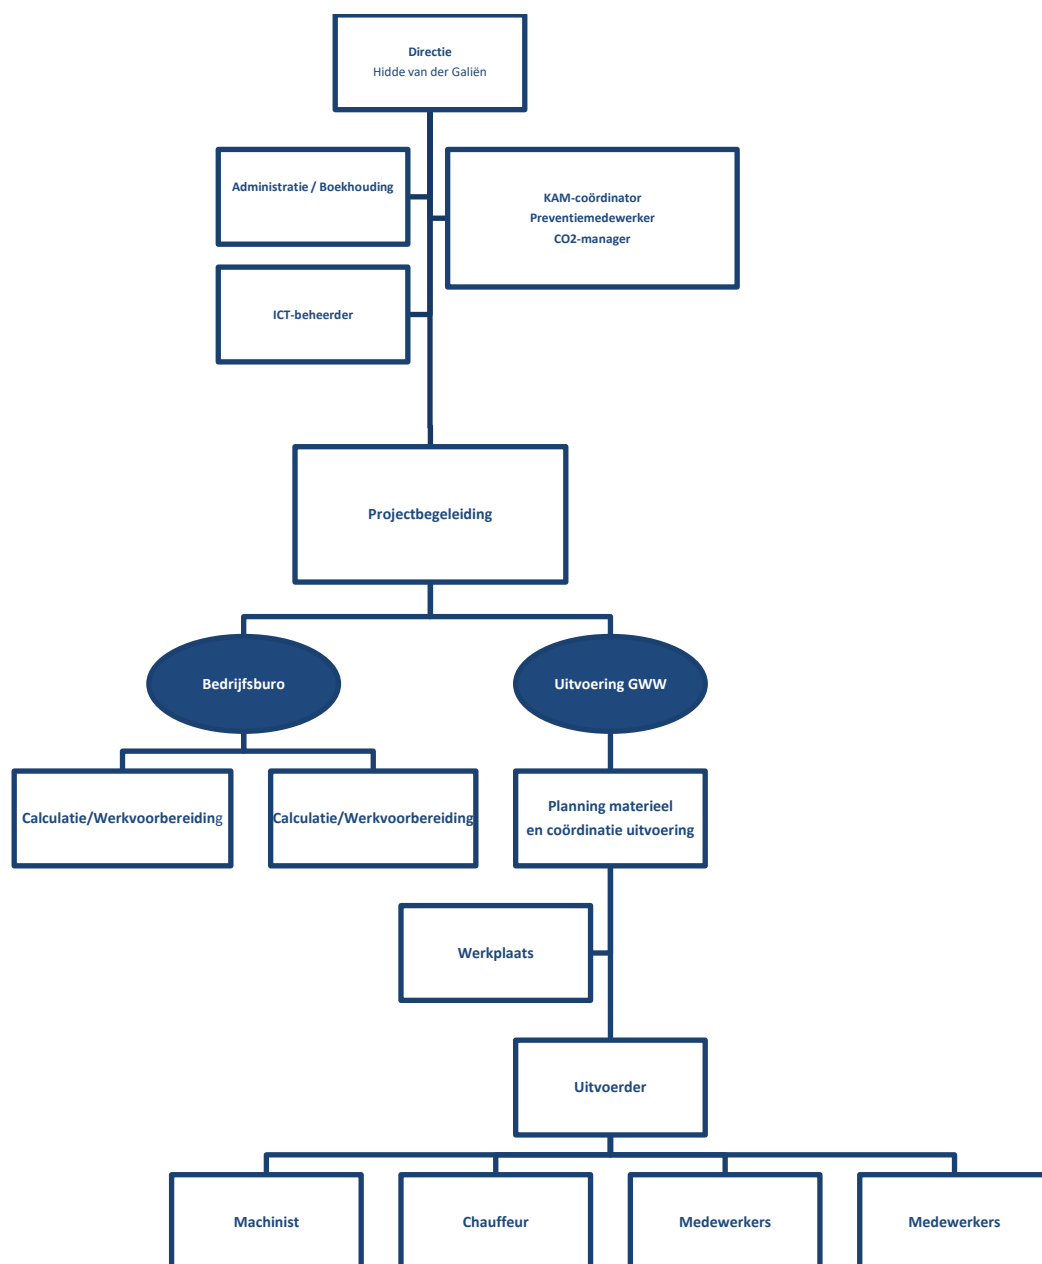 Directie
Hidde van der Galiën
Administratie / Boekhouding
KAM-coördinator
Preventiemedewerker
CO2-manager
ICT-beheerder
Projectbegeleiding
Bedrijfsburo
Uitvoering GWW
Calculatie/Werkvoorbereiding
Calculatie/Werkvoorbereiding
Planning materieel
en coördinatie uitvoering
Werkplaats
Uitvoerder
Machinist
Chauffeur
Medewerkers
Medewerkers